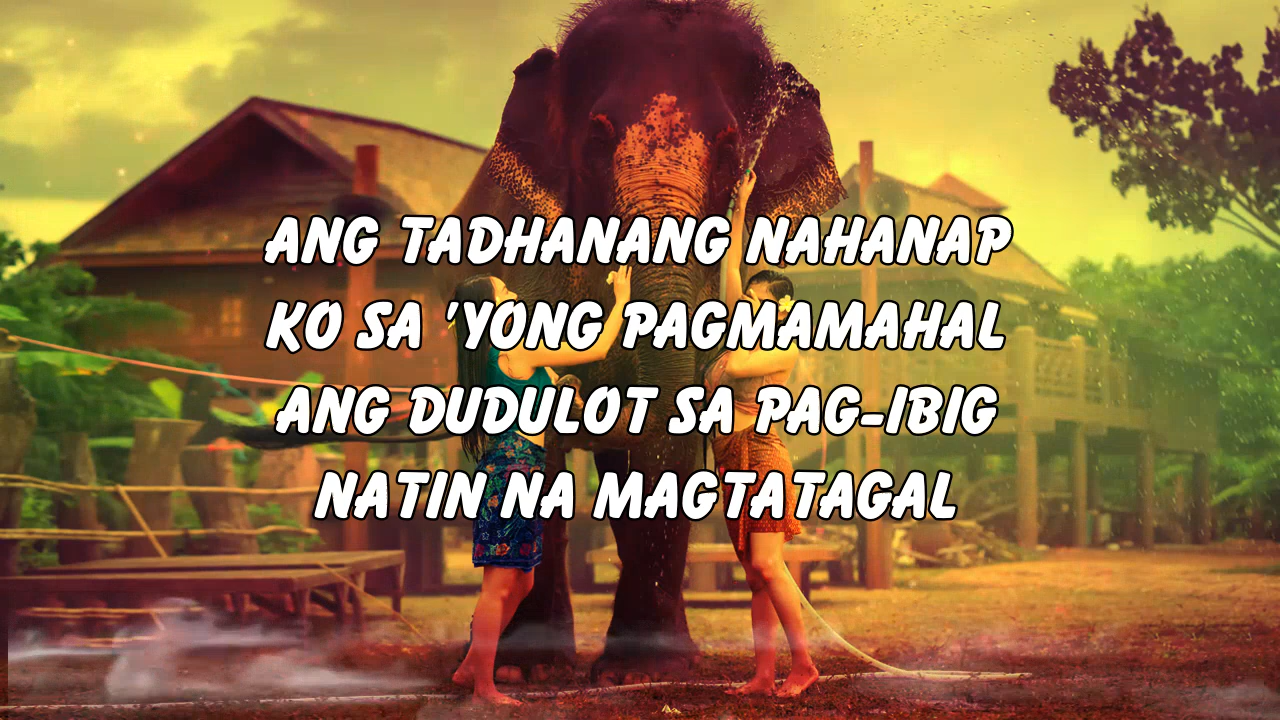 ANG TADHANANG NAHANAP
KO SA 'YONG PAGMAMAHAL
ANG DUDULOT SA PAG-IBIG
NATIN NA MAGTATAGAL